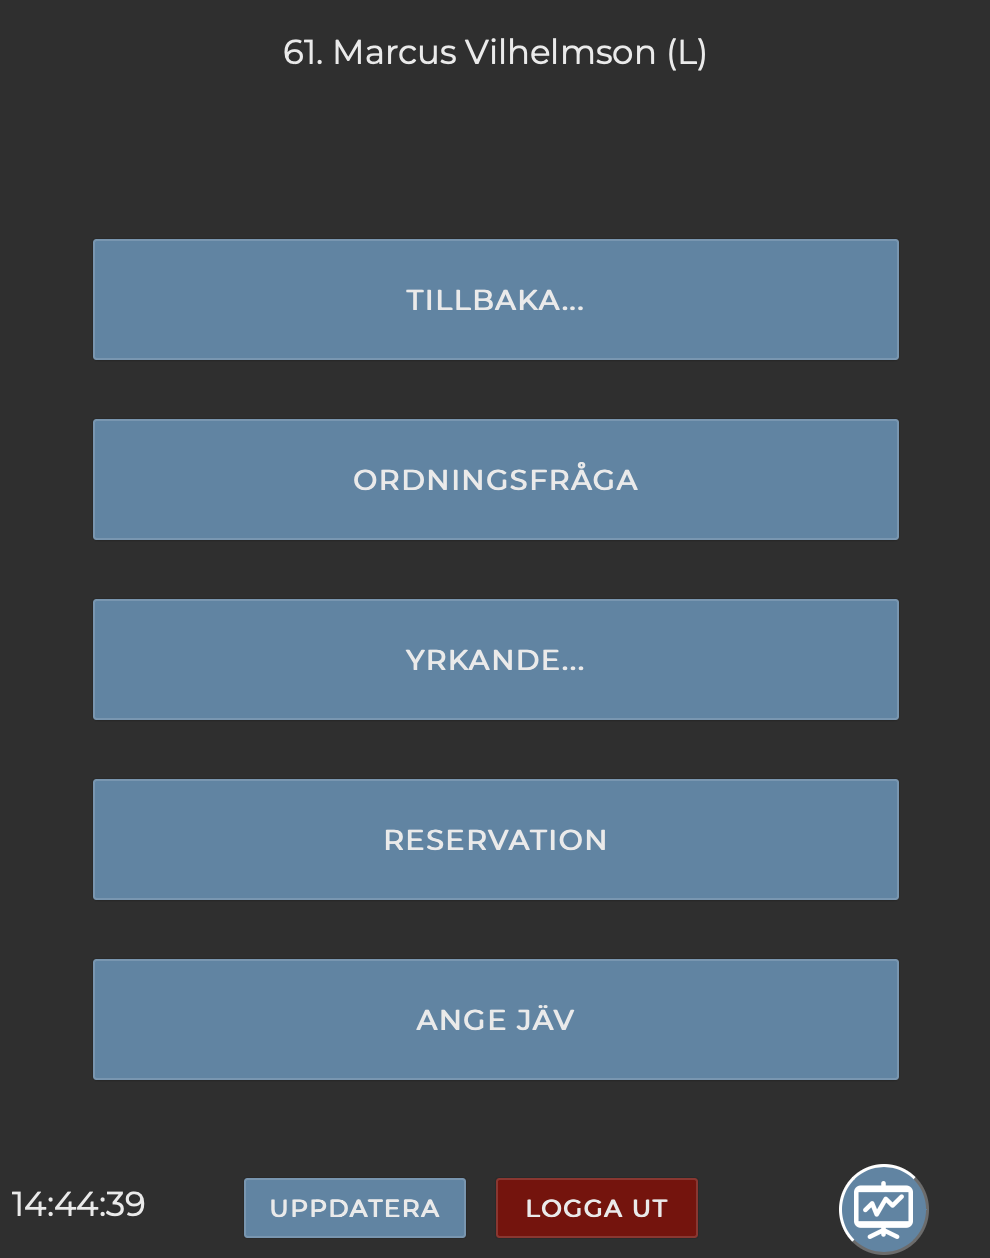 61. Marcus Vilhelmson (L)
TILLBAKA...
ORDNINGSFRÅGA
YRKANDE...
RESERVATION
ANGE JÄV
14:44:39
UPPDATERA
LOGGA UT